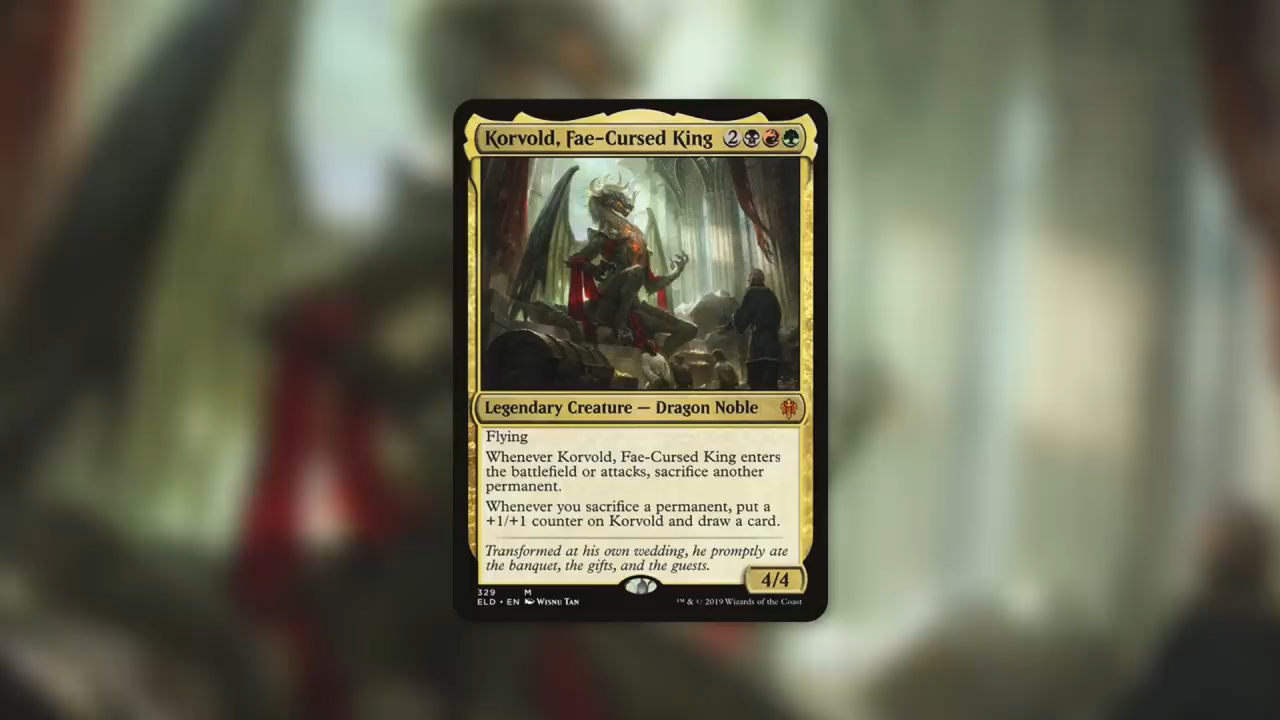 Korvold, Fae-Cursed King 2
Legendary Creature — Dragon Noble
Flying
Whenever Korvold, Fae-Cursed King enters
the battlefield or attacks, sacrifice another
permanent.
Whenever you sacrifice a permanent, put a
+1/+1 counter on Korvold and draw a card.
Transformed at his own wedding, he promptly ate
the banquet, the gifts, and the guests.
4/4
329 M
ELD • EN Wisnu Tan
™ & © 2019 Wizards of the Coast